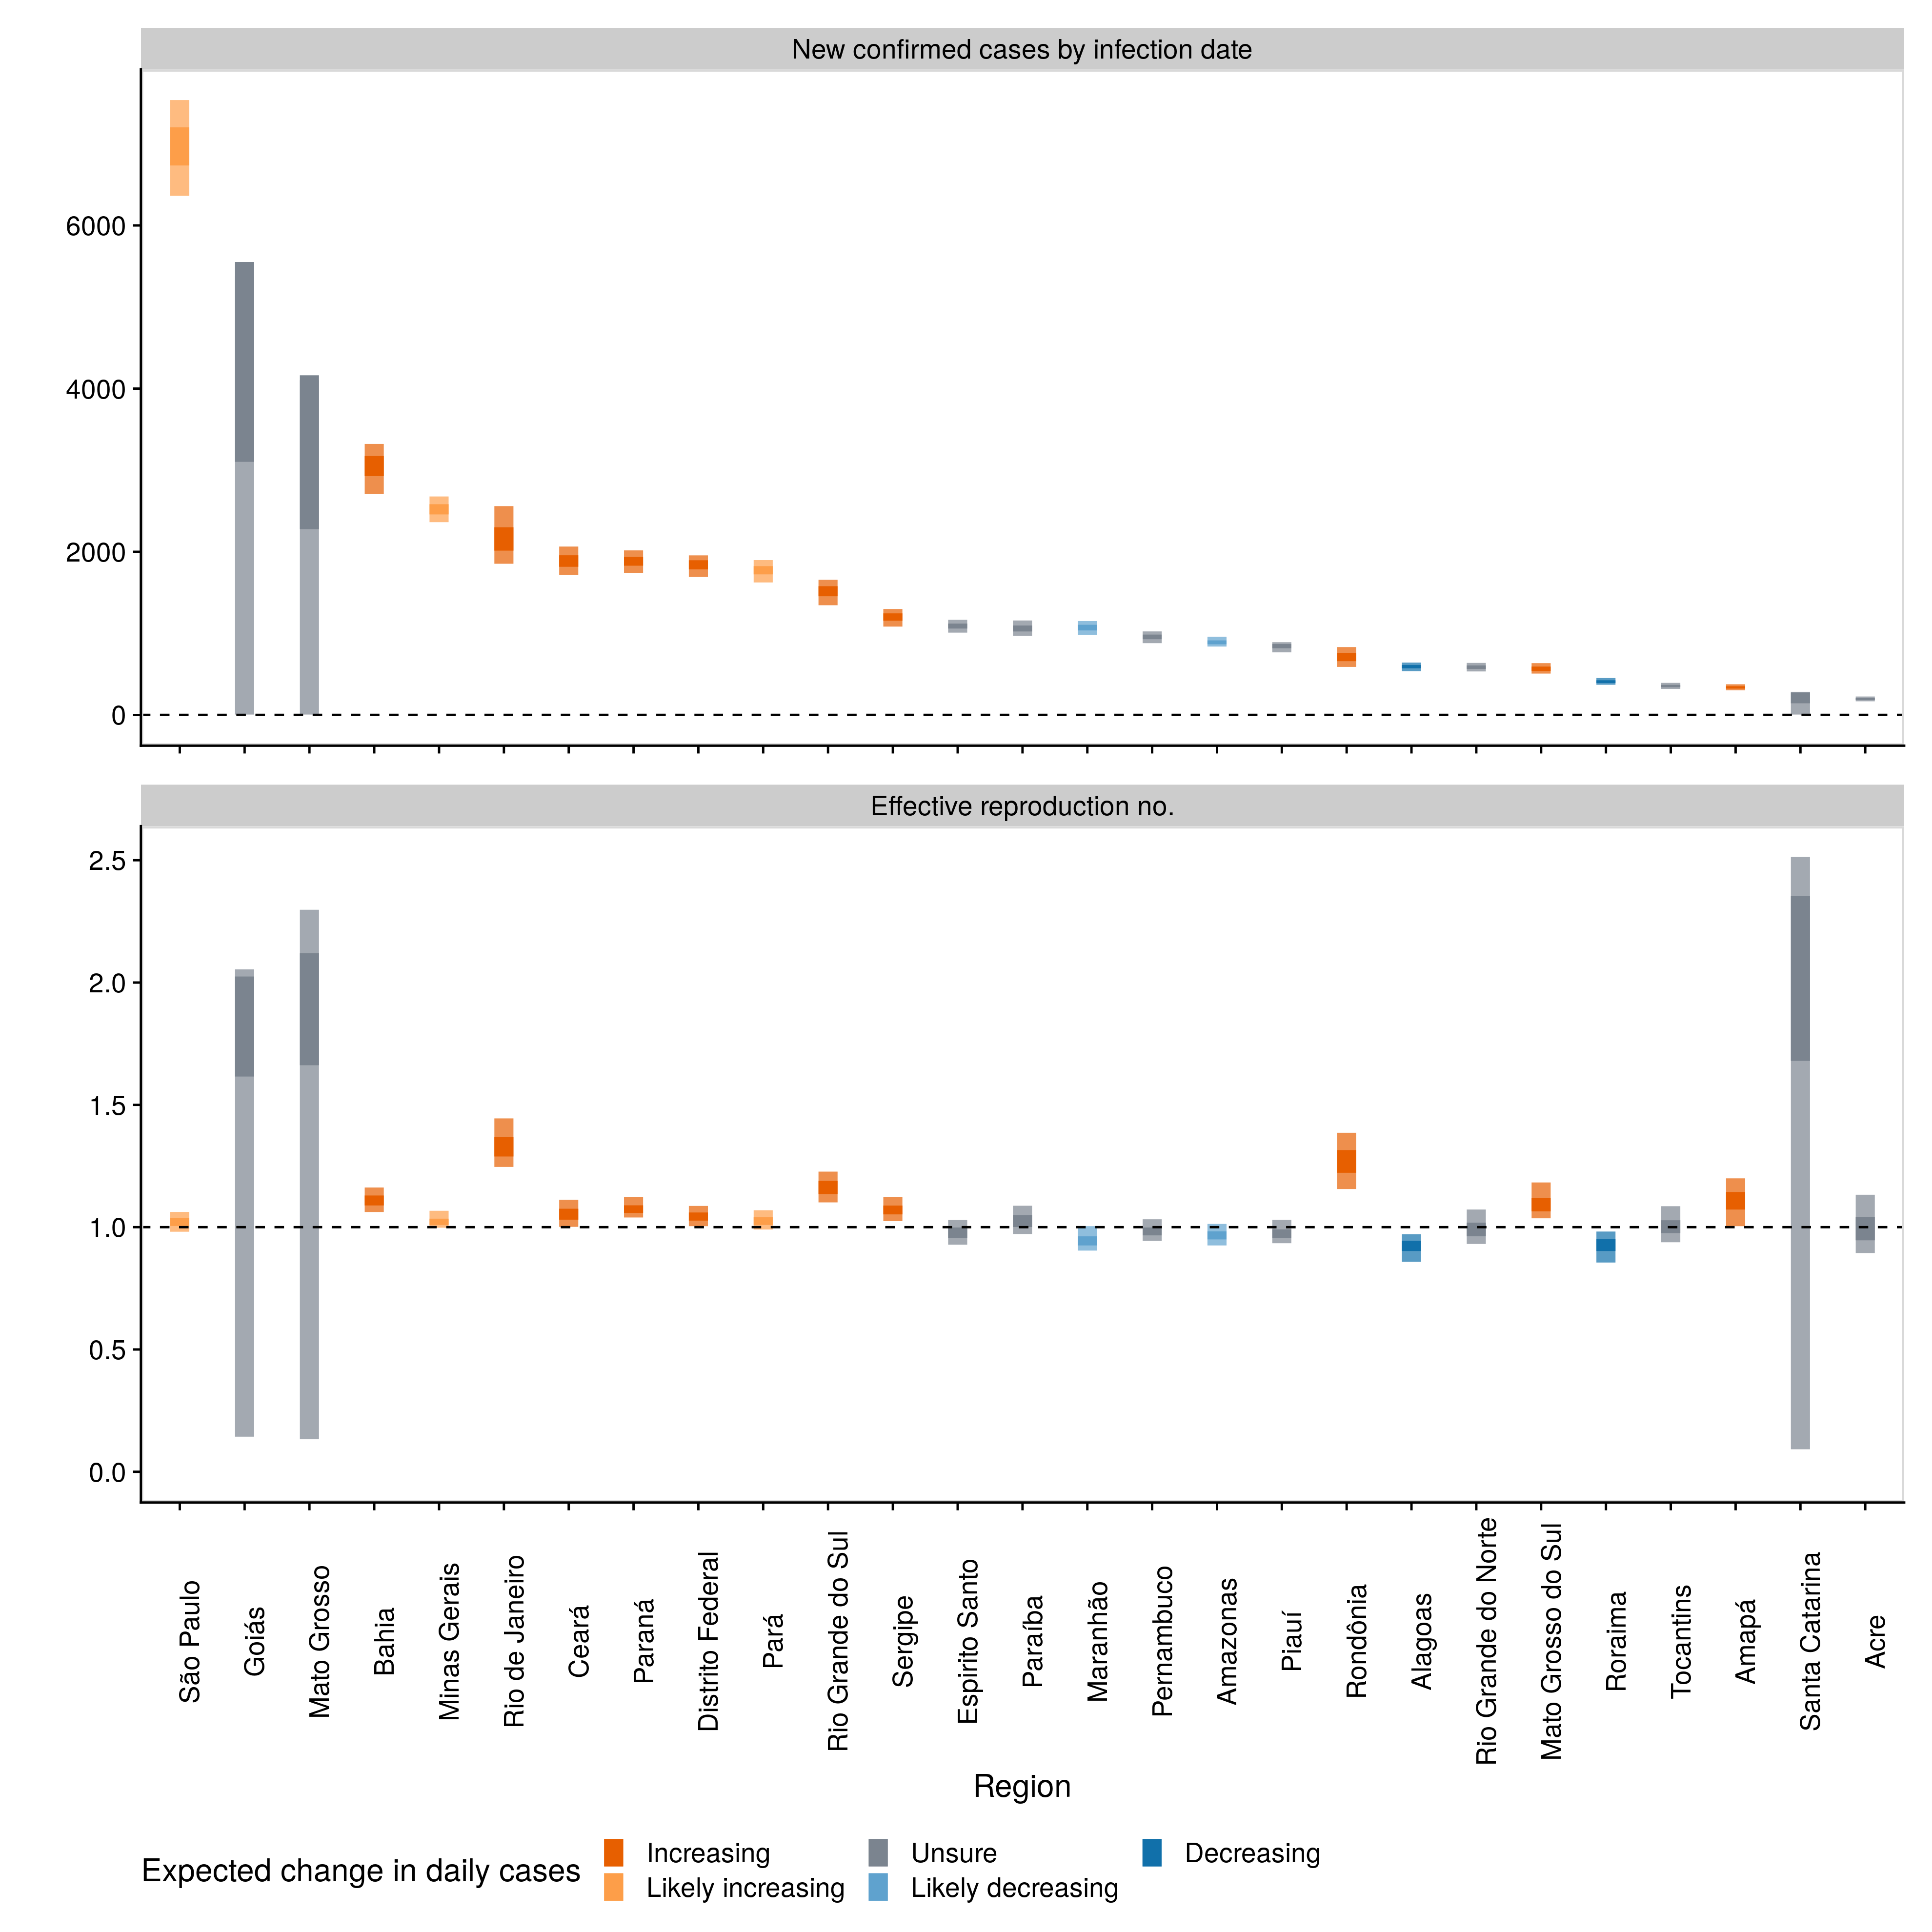 New confirmed cases by infection date
6000
4000
2000
0
Effective reproduction no.
2.5
2.0
1.5
1.0
0.5
0.0
São Paulo
Goiás
Mato Grosso
Bahia
Minas Gerais
Rio de Janeiro
Ceará
Paraná
Distrito Federal
Pará
Rio Grande do Sul
Sergipe
Espirito Santo
Paraíba
Maranhão
Pernambuco
Amazonas
Piauí
Rondônia
Alagoas
Rio Grande do Norte
Mato Grosso do Sul
Roraima
Tocantins
Amapá
Santa Catarina
Acre
Region
Expected change in daily cases
Increasing
Likely increasing
Unsure
Likely decreasing
Decreasing